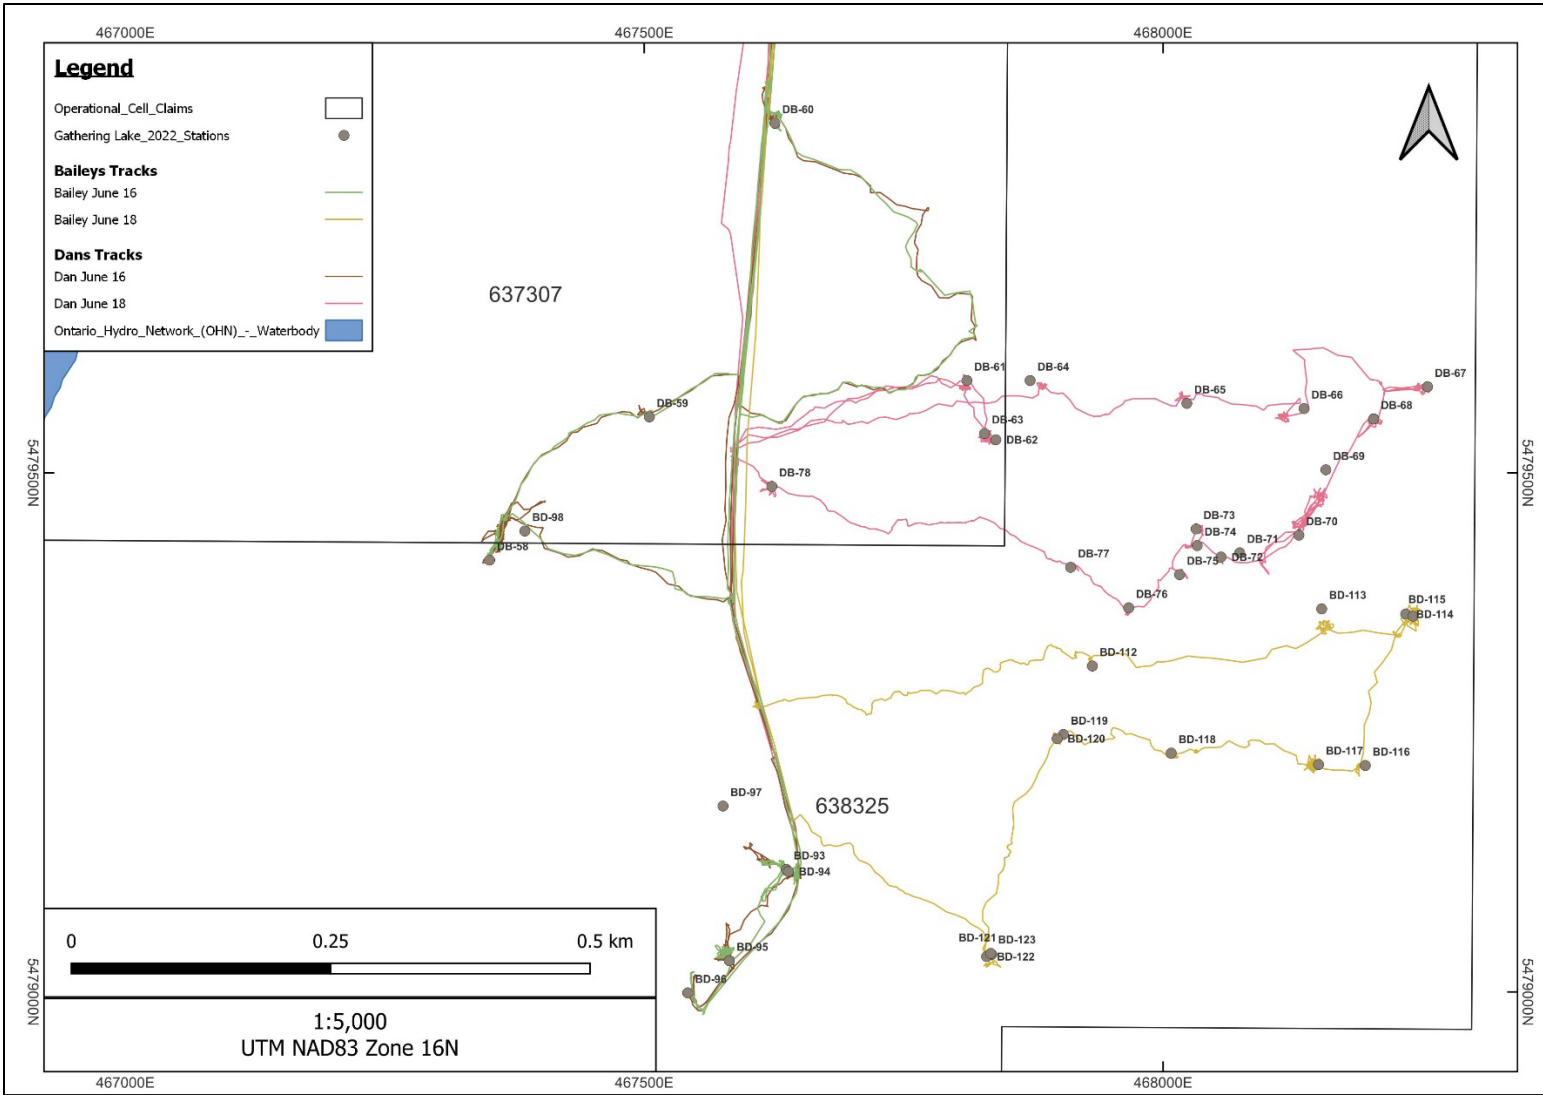 467000E
467500E
468000E
Legend
Operational_Cell_Claims
Gathering Lake_2022_Stations
Baileys Tracks
Bailey June 16
Bailey June 18
Dans Tracks
Dan June 16
Dan June 18
Ontario_Hydro_Network_(OHN)_-_Waterbody
DB-60
637307
DB-61
DB-64
DB-65
DB-66
DB-67
DB-59
DB-63
DB-68
DB-62
5479500N
5479500N
DB-78
DB-69
BD-98
DB-73
DB-70
DB-74
DB-58
DB-71
DB-77
DB-75
DB-72
DB-76
BD-113
BD-115
BD-114
BD-112
BD-119
BD-120
BD-118
BD-117
BD-116
BD-97
638325
BD-93
BD-94
BD-95
BD-121
BD-123
BD-122
BD-96
5479000N
5479000N
0
0.25
0.5 km
1:5,000
UTM NAD83 Zone 16N
467000E
467500E
468000E